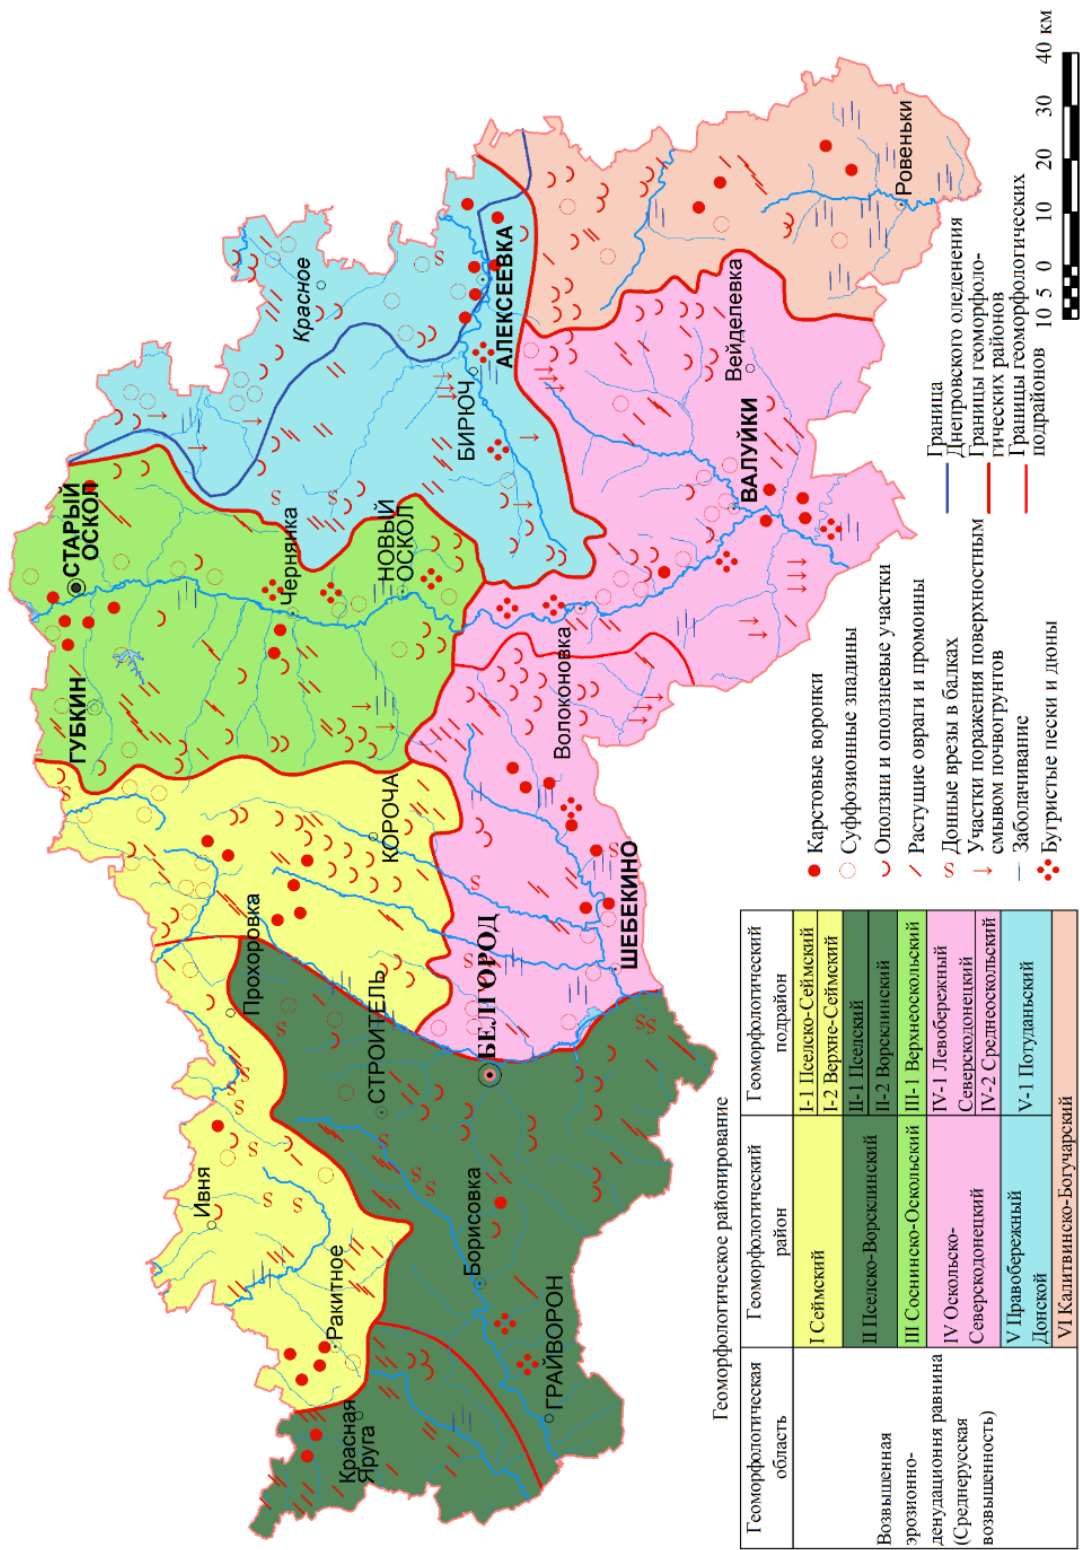 СТАРЫЙ
ОСКОЛ
ГУБКИН
Чернянка
НОВЫЙ
ОСКОЛ
Красное
БИРЮЧ
АЛЕКСЕЕВКА
Прохоровка
КОРОЧА
Ивня
Ракитное
Красная
Яруга
СТРОИТЕЛЬ
БЕЛГОРОД
Борисовка
ГРАЙВОРОН
ШЕБЕКИНО
Волоконовка
ВАЛУЙКИ
Вейделевка
Ровеньки
10 5 0 10 20 30 40 км
Геоморфологическое районирование
Геоморфологическая
область
Геоморфологический
район
Геоморфологический
подрайон
Возвышенная
эрозионно-
денудационня равнина
(Среднерусская
возвышенность)
I Сеймский
I-1 Пселско-Сеймский
I-2 Верхне-Сеймский
II Пселско-Ворсклинский
II-1 Пселский
II-2 Ворсклинский
III Соснинско-Оскольский
III-1 Верхнеоскольский
IV Оскольско-
Северскодонецкий
IV-1 Левобережный
Северскодонецкий
IV-2 Среднеоскольский
V Правобережный
Донской
V-1 Потуданьский
VI Калитвинско-Богучарский
Карстовые воронки
Суффозионные зпадины
Оползни и оползневые участки
Растущие овраги и промоины
Донные врезы в балках
Участки поражения поверхностным
смывом почвогрунтов
Заболачивание
Бугристые пески и дюны
Граница
Днепровского оледенения
Границы геоморфоло-
гических районов
Границы геоморфологических
подрайонов